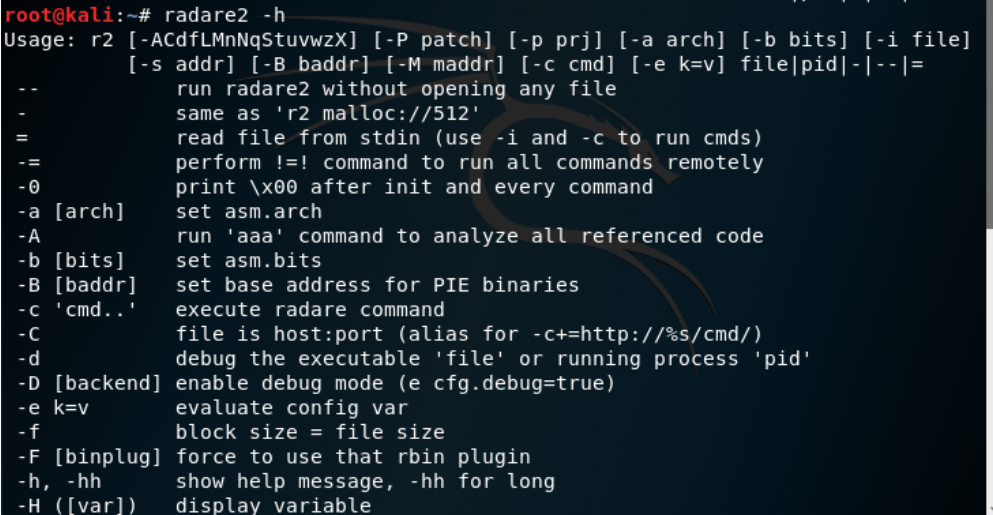 root@kali:~# radare2 -h
Usage: r2 [-ACdfLMnNqStuvwzX] [-P patch] [-p prj] [-a arch] [-b bits] [-i file]
          [-s addr] [-B baddr] [-M maddr] [-c cmd] [-e k=v] file|pid|-|--|=
 --           run radare2 without opening any file
 -            same as 'r2 malloc://512'
 =            read file from stdin (use -i and -c to run cmds)
 -=           perform !=! command to run all commands remotely
 -0           print \x00 after init and every command
 -a [arch]    set asm.arch
 -A           run 'aaa' command to analyze all referenced code
 -b [bits]    set asm.bits
 -B [baddr]   set base address for PIE binaries
 -c 'cmd..'   execute radare command
 -C           file is host:port (alias for -c+=http://%s/cmd/)
 -d           debug the executable 'file' or running process 'pid'
 -D [backend] enable debug mode (e cfg.debug=true)
 -e k=v       evaluate config var
 -f           block size = file size
 -F [binplug] force to use that rbin plugin
 -h, -hh      show help message, -hh for long
 -H ([var])   display variable